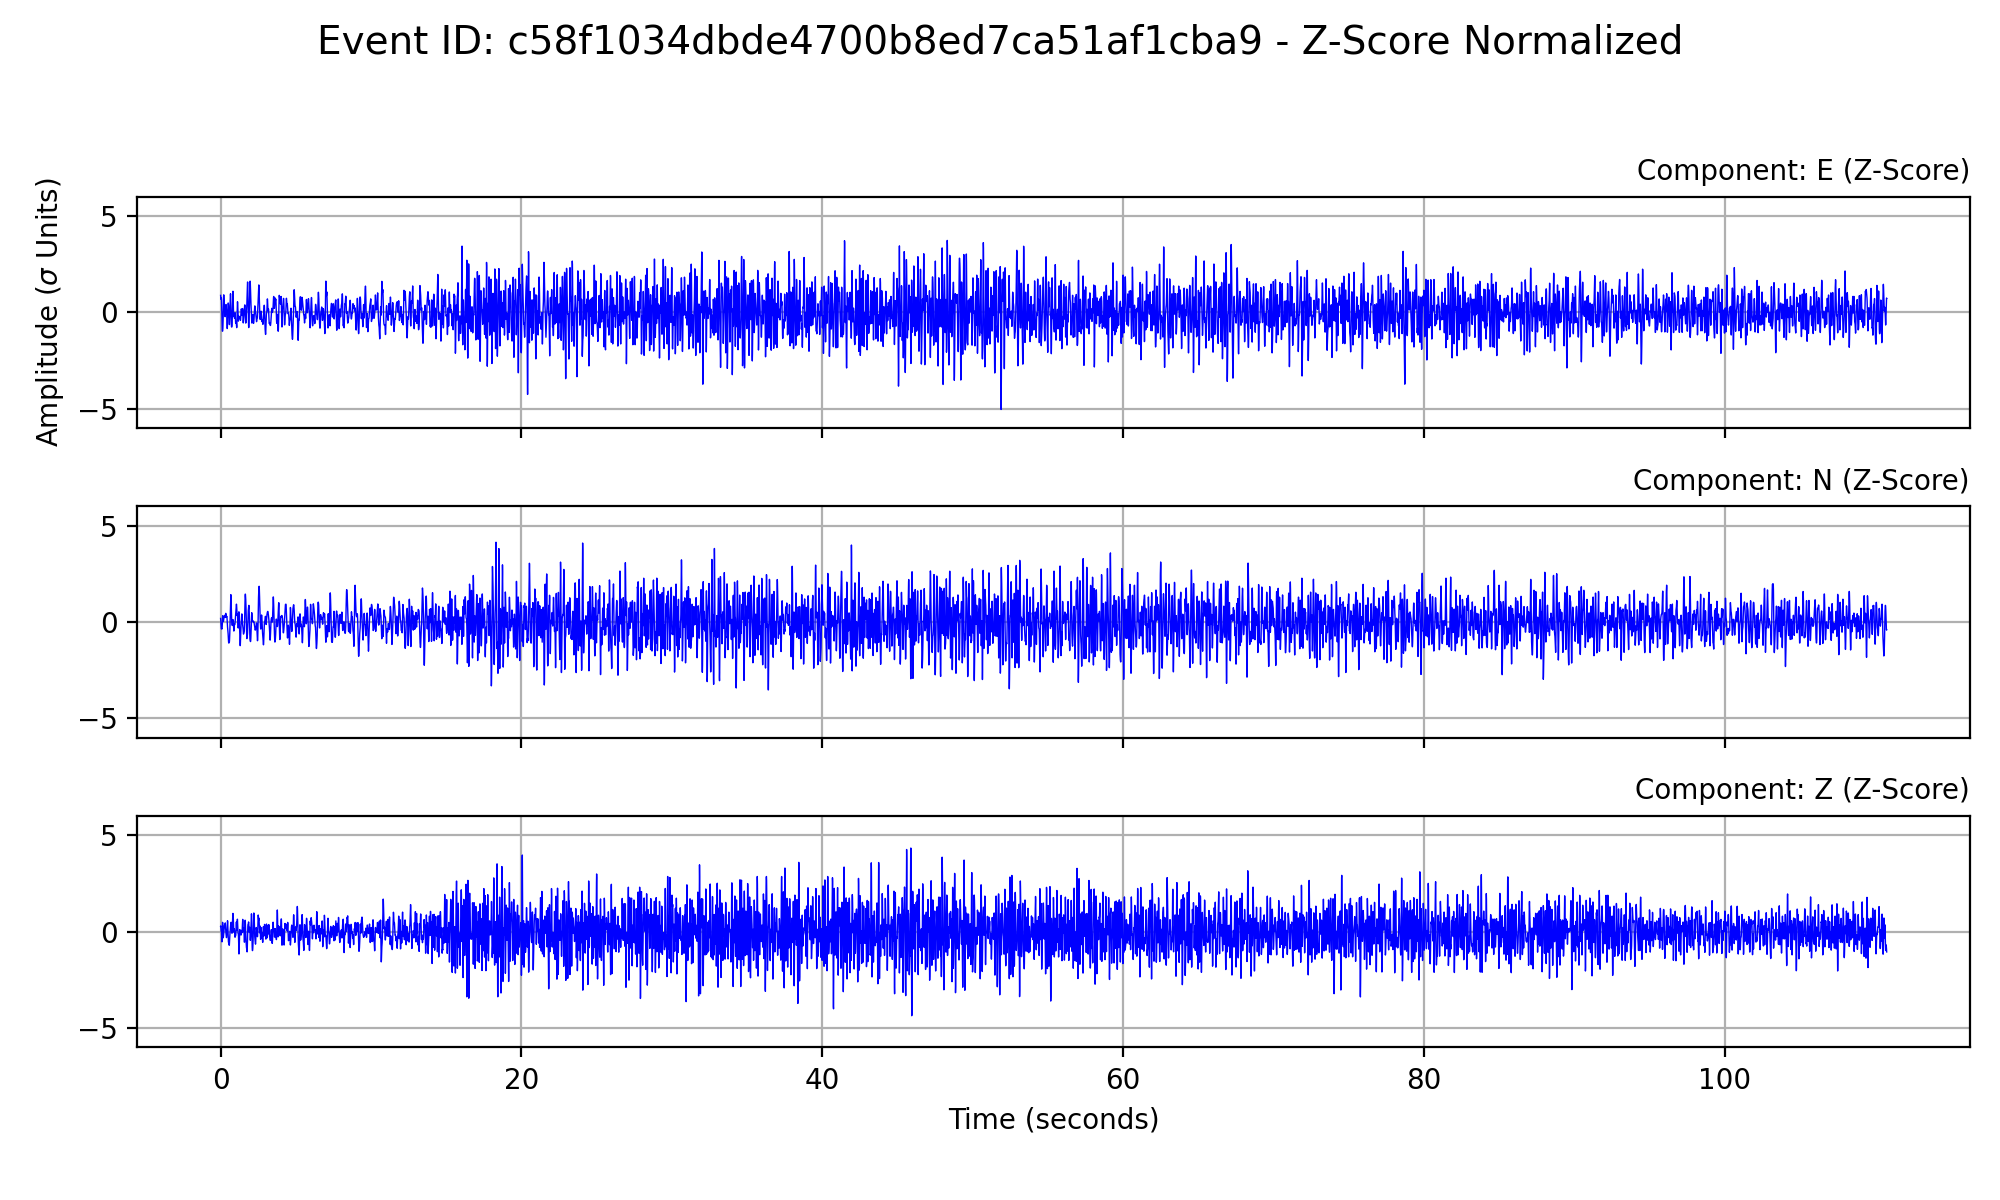 Event ID: c58f1034dbde4700b8ed7ca51af1cba9 - Z-Score Normalized
Component: E (Z-Score)
Amplitude (σ Units)
5
0
−5
Component: N (Z-Score)
5
0
−5
Component: Z (Z-Score)
5
0
−5
0 20 40 60 80 100
Time (seconds)